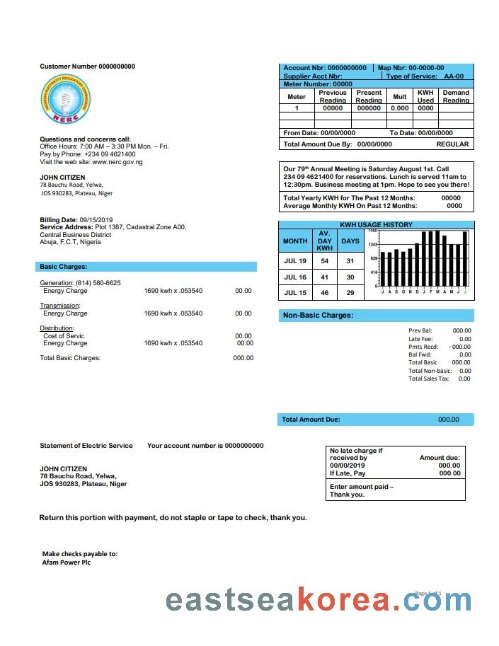 Customer Number 0000000000
NERC
Questions and concerns call:
Office Hours: 7:00 AM – 3:30 PM Mon. – Fri.
Pay by Phone: +234 09 4621400
Visit the web site: www.nerc.gov.ng
JOHN CITIZEN
78 Bauchu Road, Yelwa,
JOS 930283, Plateau, Niger
Billing Date: 09/15/2019
Service Address: Plot 1387, Cadastral Zone A00,
Central Business District
Abuja, F.C.T, Nigeria
Basic Charges:
Generation: (814) 580-6625
Energy Charge 1690 kwh x .053540 00.00
Transmission:
Energy Charge 1690 kwh x .053540 00.00
Distribution:
Cost of Servic 00.00
Energy Charge 1690 kwh x .053540 00.00
Total Basic Charges: 000.00
Account Nbr: 0000000000 Map Nbr: 00-0000-00
Supplier Acct Nbr: Type of Service: AA-00
Meter Number: 00000
Meter Previous Reading Present Reading Mult KWH Used Demand Reading
1 00000 000000 0.000 0000
From Date: 00/00/0000 To Date: 00/00/0000
Total Amount Due By: 00/00/0000 REGULAR
Our 79th Annual Meeting is Saturday August 1st. Call
234 09 4621400 for reservations. Lunch is served 11am to
12:30pm. Business meeting at 1pm. Hope to see you there!
Total Yearly KWH for The Past 12 Months: 00000
Average Monthly KWH On The Past 12 Months: 0000
KWH USAGE HISTORY
MONTH AV. DAY KWH DAYS
JUL 19 54 31
JUL 16 41 30
JUL 15 46 29
J A S O N D J F M A M J J
Non-Basic Charges:
Prev Bal: 000.00
Late Fee: 0.00
Pmts Recd: -000.00
Bal Fwd: 0.00
Total Basic 000.00
Total Non-basic: 0.00
Total Sales Tax: 0.00
Total Amount Due: 000.00
Statement of Electric Service Your account number is 0000000000
JOHN CITIZEN
78 Bauchu Road, Yelwa,
JOS 930283, Plateau, Niger
No late charge if
received by Amount due:
00/00/2019 000.00
If Late, Pay 000.00
Enter amount paid –
Thank you.
Return this portion with payment, do not staple or tape to check, thank you.
Make checks payable to:
Afam Power Plc
eastseakorea.com